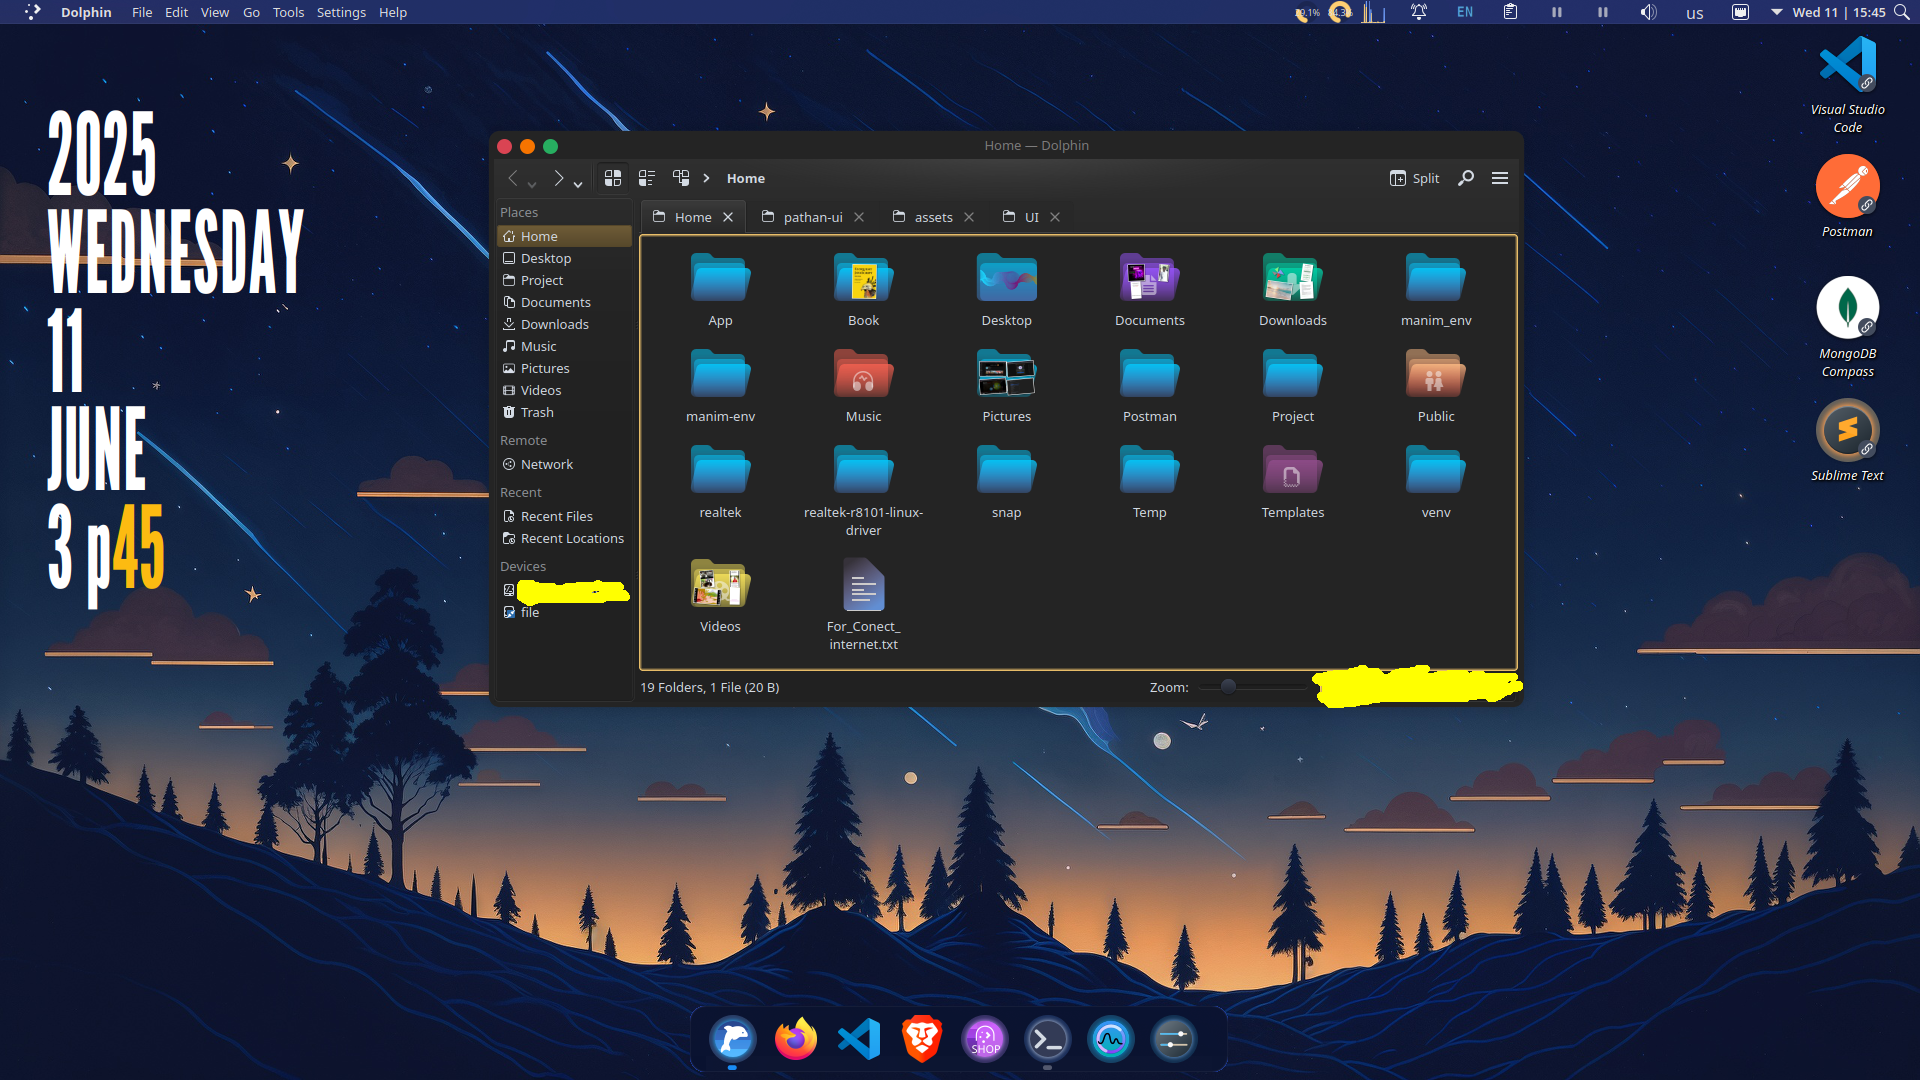 Dolphin File Edit View Go Tools Settings Help
EN us Wed 11 | 15:45
2025
WEDNESDAY
11
JUNE
3 p45
Home — Dolphin
Home Split
Places
Home
Desktop
Project
Documents
Downloads
Music
Pictures
Videos
Trash
Remote
Network
Recent
Recent Files
Recent Locations
Devices
file
Home pathan-ui assets UI
App Book Desktop Documents Downloads manim_env
manim-env Music Pictures Postman Project Public
realtek realtek-r8101-linux-
driver snap Temp Templates venv
Videos For_Conect_
internet.txt
19 Folders, 1 File (20 B) Zoom:
Visual Studio
Code
Postman
MongoDB
Compass
Sublime Text
SHOP